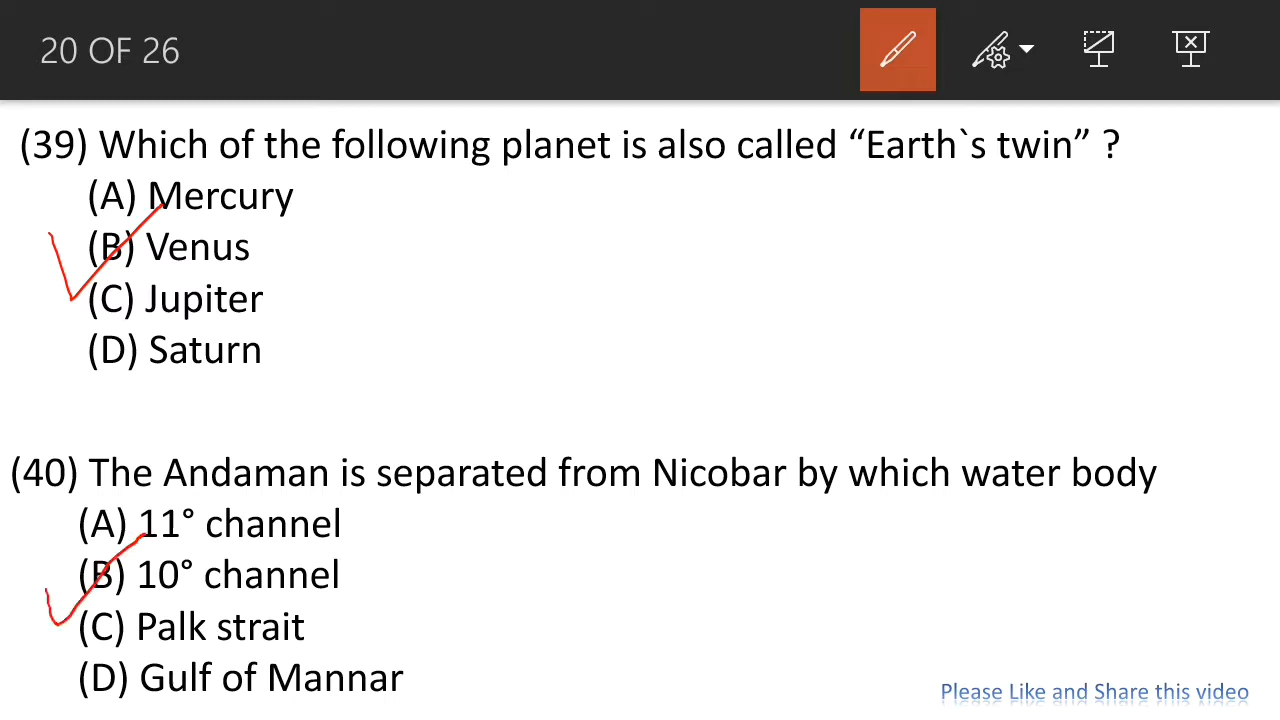 20 OF 26
(39) Which of the following planet is also called “Earth`s twin” ?
(A) Mercury
(B) Venus
(C) Jupiter
(D) Saturn
(40) The Andaman is separated from Nicobar by which water body
(A) 11° channel
(B) 10° channel
(C) Palk strait
(D) Gulf of Mannar
Please Like and Share this video